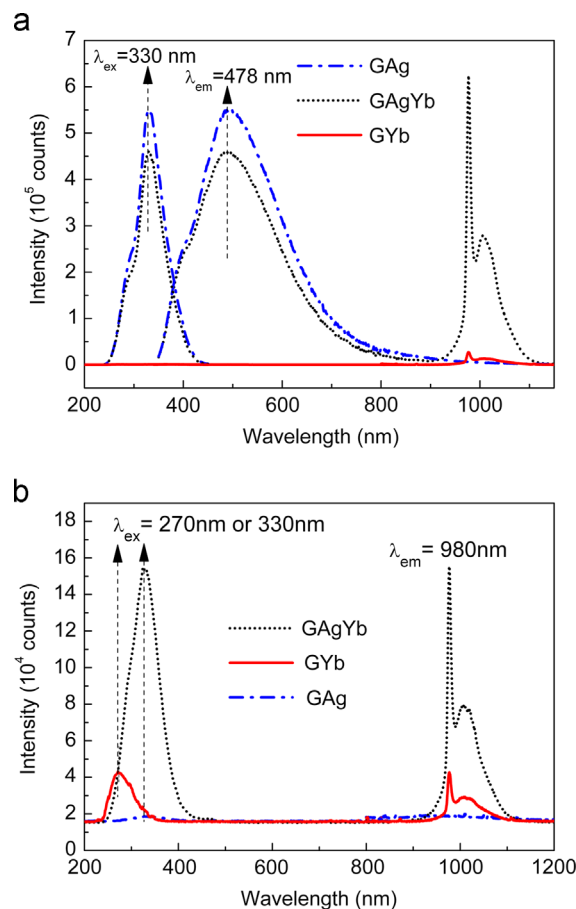 a
7
6
5
4
3
2
1
0
Intensity (10⁵ counts)
λex=330 nm
λem=478 nm
GAg
GAgYb
GYb
200 400 600 800 1000
Wavelength (nm)
b
18
16
14
12
10
8
6
4
2
0
Intensity (10⁴ counts)
λex = 270nm or 330nm
λem = 980nm
GAgYb
GYb
GAg
200 400 600 800 1000 1200
Wavelength (nm)